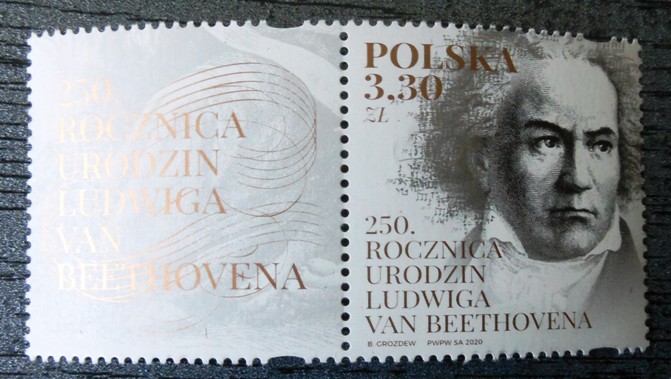 250.
ROCZNICA
URODZIN
LUDWIGA
VAN
BEETHOVENA
POLSKA
3,30
ZŁ
250.
ROCZNICA
URODZIN
LUDWIGA
VAN BEETHOVENA
B. GROZDEW PWPW SA 2020